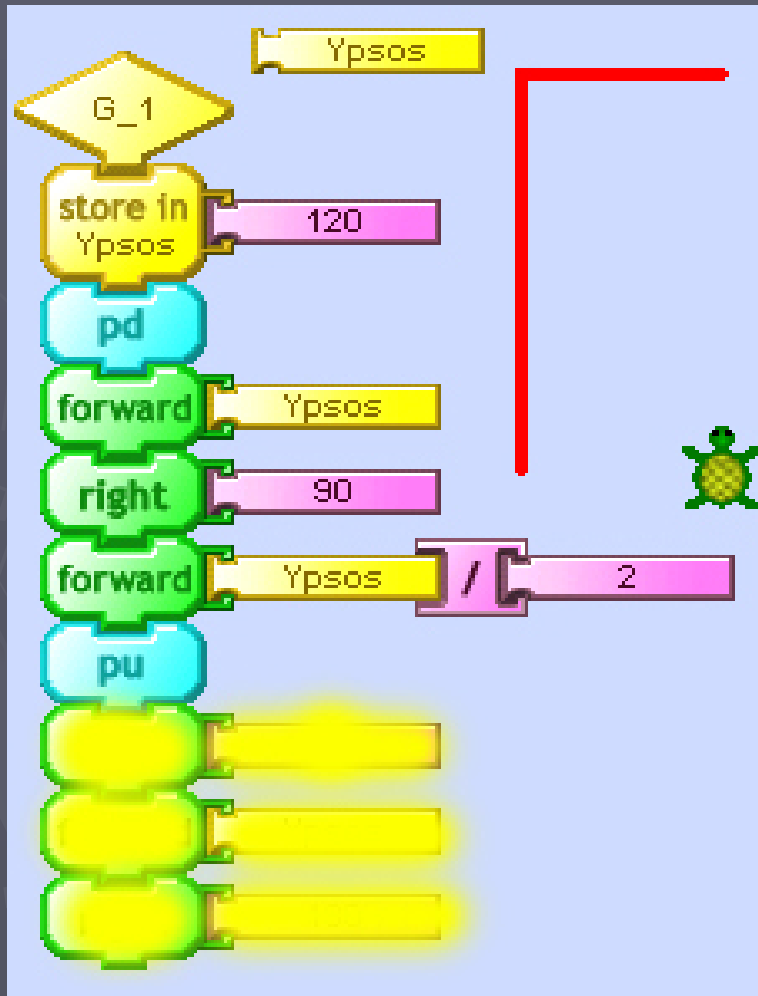 Ypsos
G_1
store in
Ypsos
120
pd
forward
Ypsos
right
90
forward
Ypsos
/
2
pu